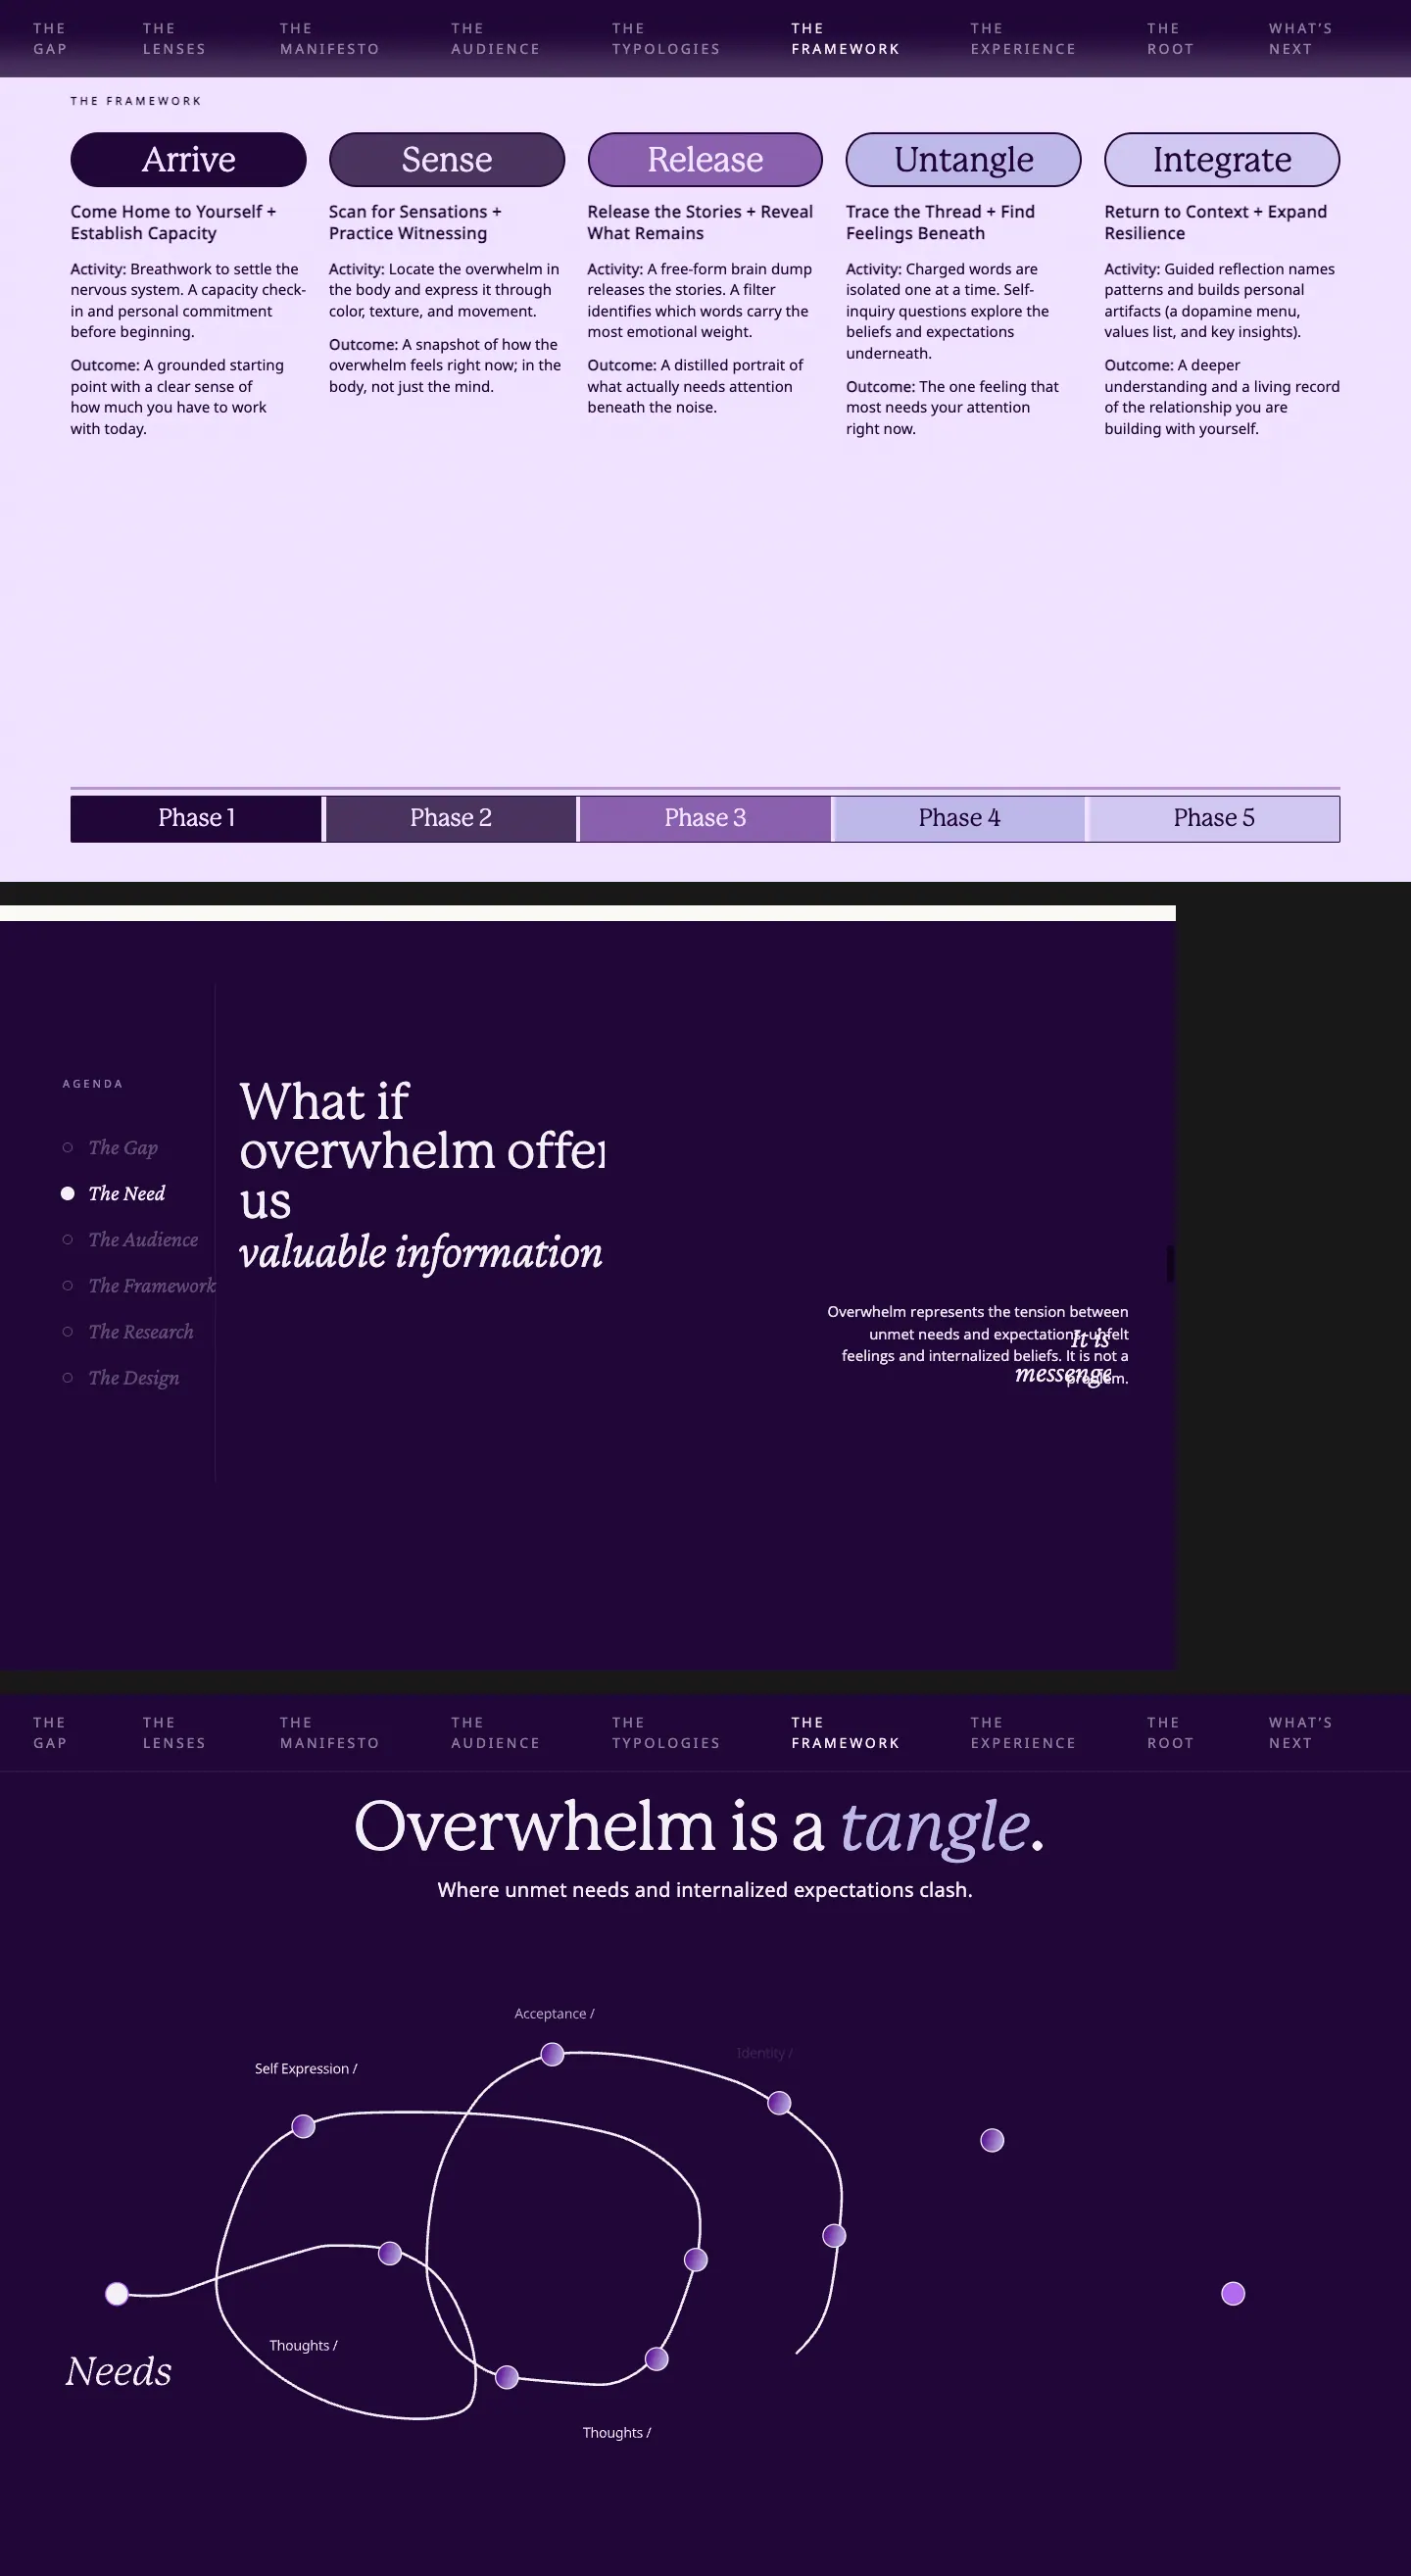 THE GAP
THE LENSES
THE MANIFESTO
THE AUDIENCE
THE TYPOLOGIES
THE FRAMEWORK
THE EXPERIENCE
THE ROOT
WHAT'S NEXT
THE FRAMEWORK
Arrive
Come Home to Yourself +
Establish Capacity
Activity: Breathwork to settle the
nervous system. A capacity check-
in and personal commitment
before beginning.
Outcome: A grounded starting
point with a clear sense of
how much you have to work
with today.
Sense
Scan for Sensations +
Practice Witnessing
Activity: Locate the overwhelm in
the body and express it through
color, texture, and movement.
Outcome: A snapshot of how the
overwhelm feels right now; in the
body, not just the mind.
Release
Release the Stories + Reveal
What Remains
Activity: A free-form brain dump
releases the stories. A filter
identifies which words carry the
most emotional weight.
Outcome: A distilled portrait of
what actually needs attention
beneath the noise.
Untangle
Trace the Thread + Find
Feelings Beneath
Activity: Charged words are
isolated one at a time. Self-
inquiry questions explore the
beliefs and expectations
underneath.
Outcome: The one feeling that
most needs your attention
right now.
Integrate
Return to Context + Expand
Resilience
Activity: Guided reflection names
patterns and builds personal
artifacts (a dopamine menu,
values list, and key insights).
Outcome: A deeper
understanding and a living record
of the relationship you are
building with yourself.
Phase 1
Phase 2
Phase 3
Phase 4
Phase 5
AGENDA
The Gap
The Need
The Audience
The Framework
The Research
The Design
What if
overwhelm offer
us
valuable information
Overwhelm represents the tension between
unmet needs and expectations, unfelt
feelings and internalized beliefs. It is not a
problem.
It is
messenge
THE GAP
THE LENSES
THE MANIFESTO
THE AUDIENCE
THE TYPOLOGIES
THE FRAMEWORK
THE EXPERIENCE
THE ROOT
WHAT'S NEXT
Overwhelm is a tangle.
Where unmet needs and internalized expectations clash.
Acceptance /
Identity /
Self Expression /
Thoughts /
Needs
Thoughts /